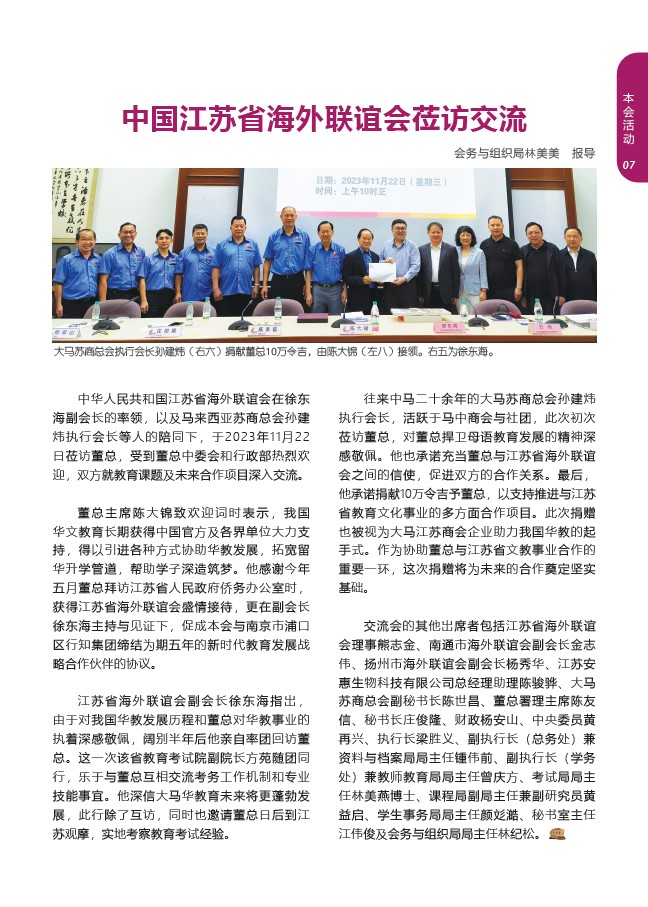 本会活动
07
中国江苏省海外联谊会莅访交流
会务与组织局林美美 报导
日期：2023年11月22日（星期三）
时间：上午10时正
大马苏商总会执行会长孙建炜（右六）捐献董总10万令吉，由陈大锦（左八）接领。右五为徐东海。
中华人民共和国江苏省海外联谊会在徐东
海副会长的率领，以及马来西亚苏商总会孙建
炜执行会长等人的陪同下，于2023年11月22
日莅访董总，受到董总中委会和行政部热烈欢
迎，双方就教育课题及未来合作项目深入交流。
董总主席陈大锦致欢迎词时表示，我国
华文教育长期获得中国官方及各界单位大力支
持，得以引进各种方式协助华教发展，拓宽留
华升学管道，帮助学子深造筑梦。他感谢今年
五月董总拜访江苏省人民政府侨务办公室时，
获得江苏省海外联谊会盛情接待，更在副会长
徐东海主持与见证下，促成本会与南京市浦口
区行知集团缔结为期五年的新时代教育发展战
略合作伙伴的协议。
江苏省海外联谊会副会长徐东海指出，
由于对我国华教发展历程和董总对华教事业的
执着深感敬佩，阔别半年后他亲自率团回访董
总。这一次该省教育考试院副院长方苑随团同
行，乐于与董总互相交流考务工作机制和专业
技能事宜。他深信大马华教育未来将更蓬勃发
展，此行除了互访，同时也邀请董总日后到江
苏观摩，实地考察教育考试经验。
往来中马二十余年的大马苏商总会孙建炜
执行会长，活跃于马中商会与社团，此次初次
莅访董总，对董总捍卫母语教育发展的精神深
感敬佩。他也承诺充当董总与江苏省海外联谊
会之间的信使，促进双方的合作关系。最后，
他承诺捐献10万令吉予董总，以支持推进与江苏
省教育文化事业的多方面合作项目。此次捐赠
也被视为大马江苏商会企业助力我国华教的起
手式。作为协助董总与江苏省文教事业合作的
重要一环，这次捐赠将为未来的合作奠定坚实
基础。
交流会的其他出席者包括江苏省海外联谊
会理事熊志金、南通市海外联谊会副会长金志
伟、扬州市海外联谊会副会长杨秀华、江苏安
惠生物科技有限公司总经理助理陈骏骅、大马
苏商总会副秘书长陈世昌、董总署理主席陈友
信、秘书长庄俊隆、财政杨安山、中央委员黄
再兴、执行长梁胜义、副执行长（总务处）兼
资料与档案局局主任锺伟前、副执行长（学务
处）兼教师教育局局主任曾庆方、考试局局主
任林美燕博士、课程局副局主任兼副研究员黄
益启、学生事务局局主任颜彣澔、秘书室主任
江伟俊及会务与组织局局主任林纪松。